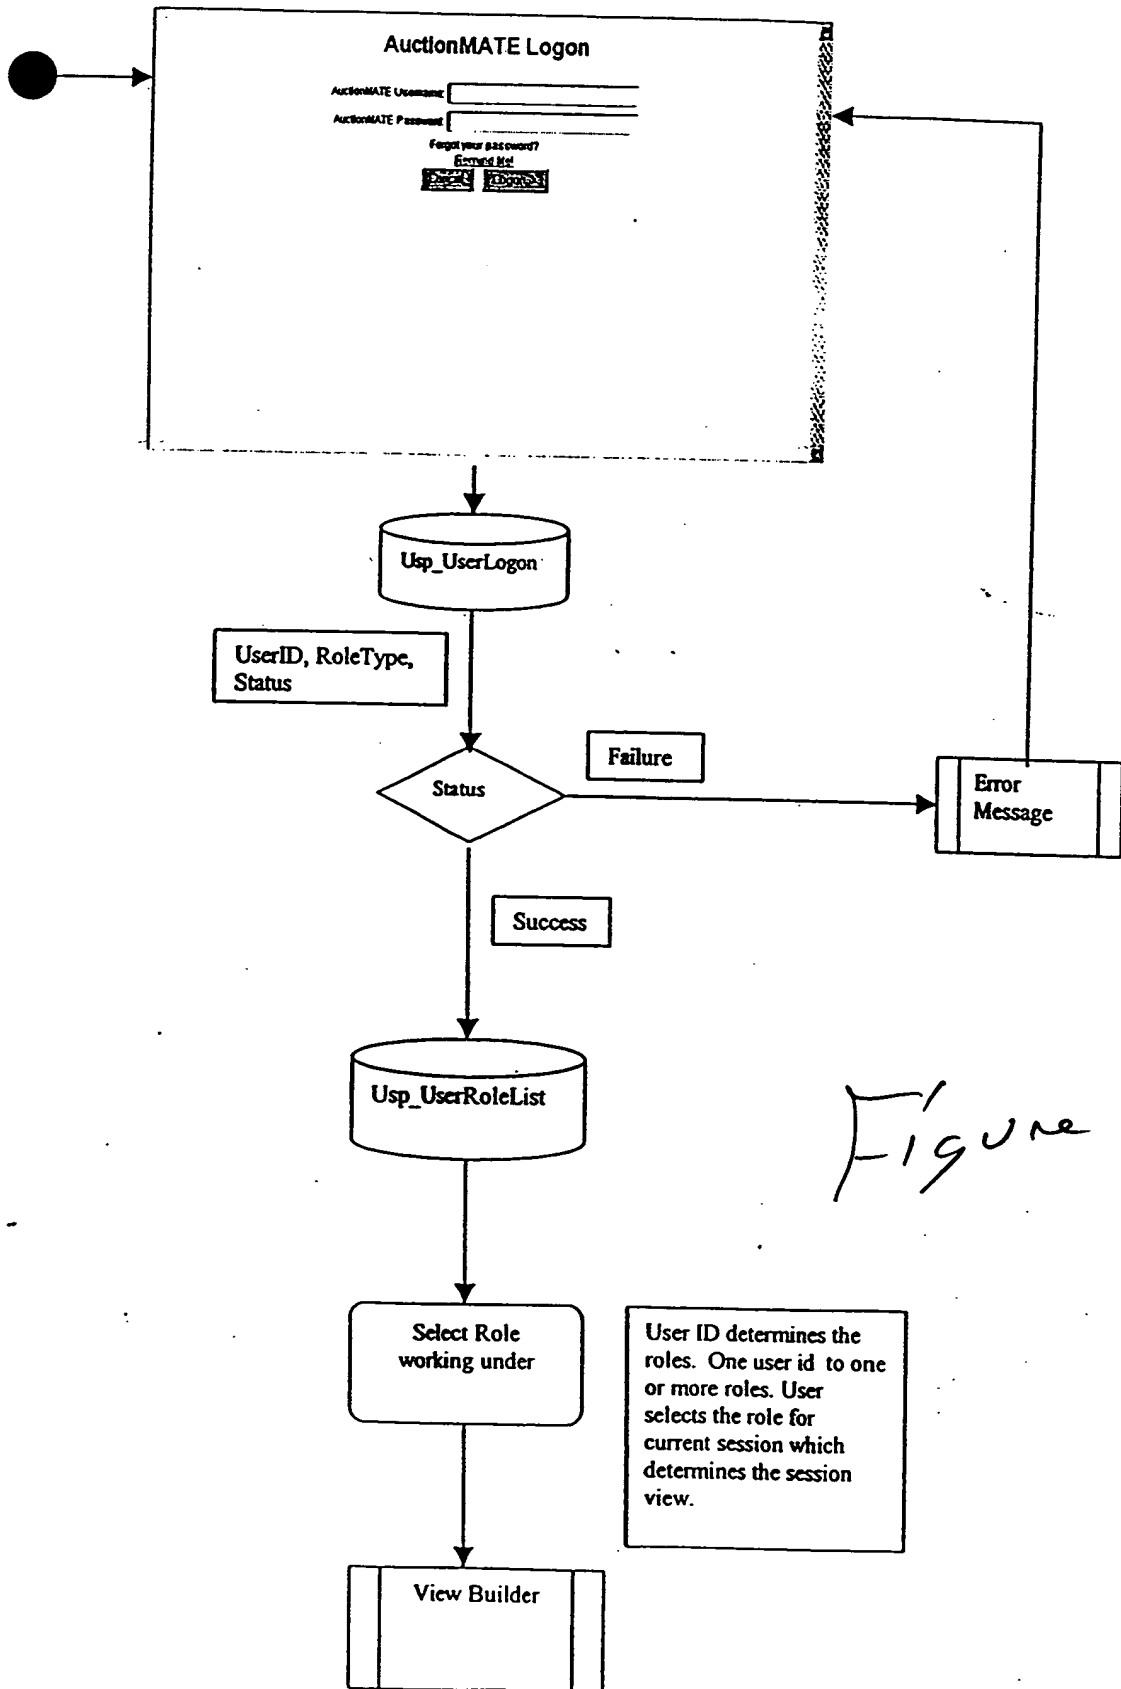 AuctionMATE Logon
AuctionMATE Username:
AuctionMATE Password:
Forgot your password?
Remind Me!
Usp_UserLogon
UserID, RoleType,
Status
Status
Failure
Error
Message
Success
Usp_UserRoleList
Figure
Select Role
working under
User ID determines the
roles. One user id to one
or more roles. User
selects the role for
current session which
determines the session
view.
View Builder